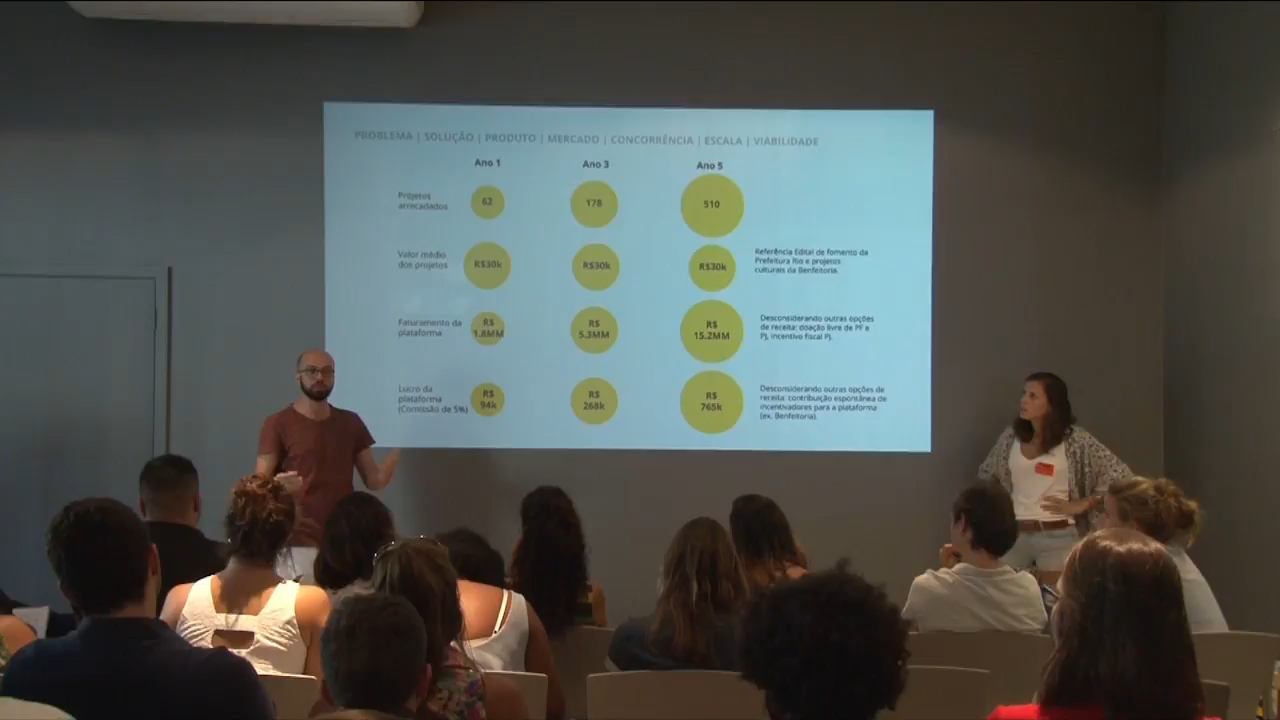 PROBLEMA | SOLUÇÃO | PRODUTO | MERCADO | CONCORRÊNCIA | ESCALA | VIABILIDADE
Ano 1 Ano 3 Ano 5
Projetos
arrecadados
62 178 510
Valor médio
dos projetos
R$30k R$30k R$30k
Referência Edital de fomento da
Prefeitura Rio e projetos
culturais da Benfeitoria.
Faturamento da
plataforma
R$
1.8MM
R$
5.3MM
R$
15.2MM
Desconsiderando outras opções
de receita: doação livre de PF e
PJ, incentivo fiscal PJ.
Lucro da
plataforma
(Comissão de 5%)
R$
94k
R$
268k
R$
765k
Desconsiderando outras opções de
receita: contribuição espontânea de
incentivadores para a plataforma
(ex. Benfeitoria).